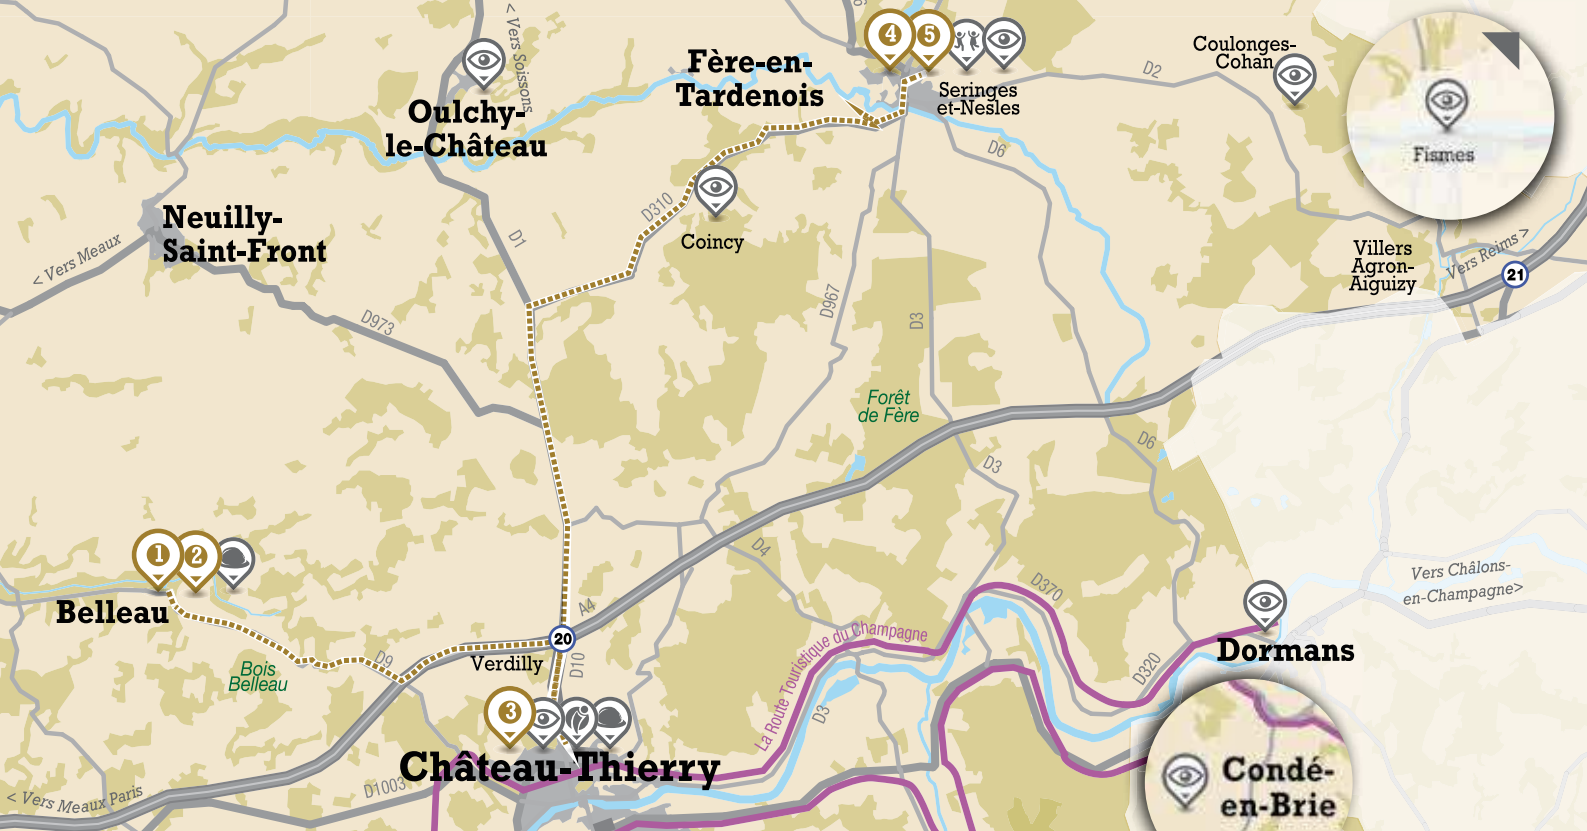 < Vers Soissons
4
5
Fère-en-
Tardenois
Seringes
et-Nesles
D2
Coulonges-
Cohan
Fismes
Oulchy-
le-Château
D6
Neuilly-
Saint-Front
< Vers Meaux
D1
D310
Coincy
Villers
Agron-
Aiguizy
Vers Reims >
21
D973
D967
D3
Forêt
de Fère
D6
D3
1
2
Belleau
Bois
Belleau
D9
A4
20
Verdilly
D10
D4
D370
La Route Touristique du Champagne
D3
D320
Vers Châlons-
en-Champagne>
Dormans
3
Château-Thierry
D1003
< Vers Meaux Paris
Condé-
en-Brie